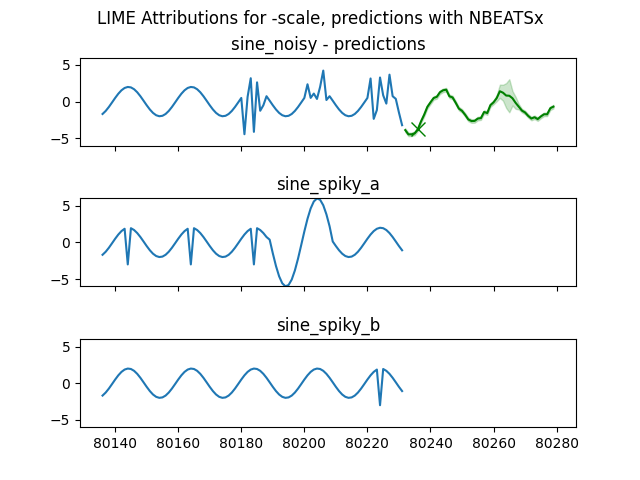 LIME Attributions for -scale, predictions with NBEATSx
sine_noisy - predictions
5
0
−5
sine_spiky_a
5
0
−5
sine_spiky_b
5
0
−5
80140 80160 80180 80200 80220 80240 80260 80280